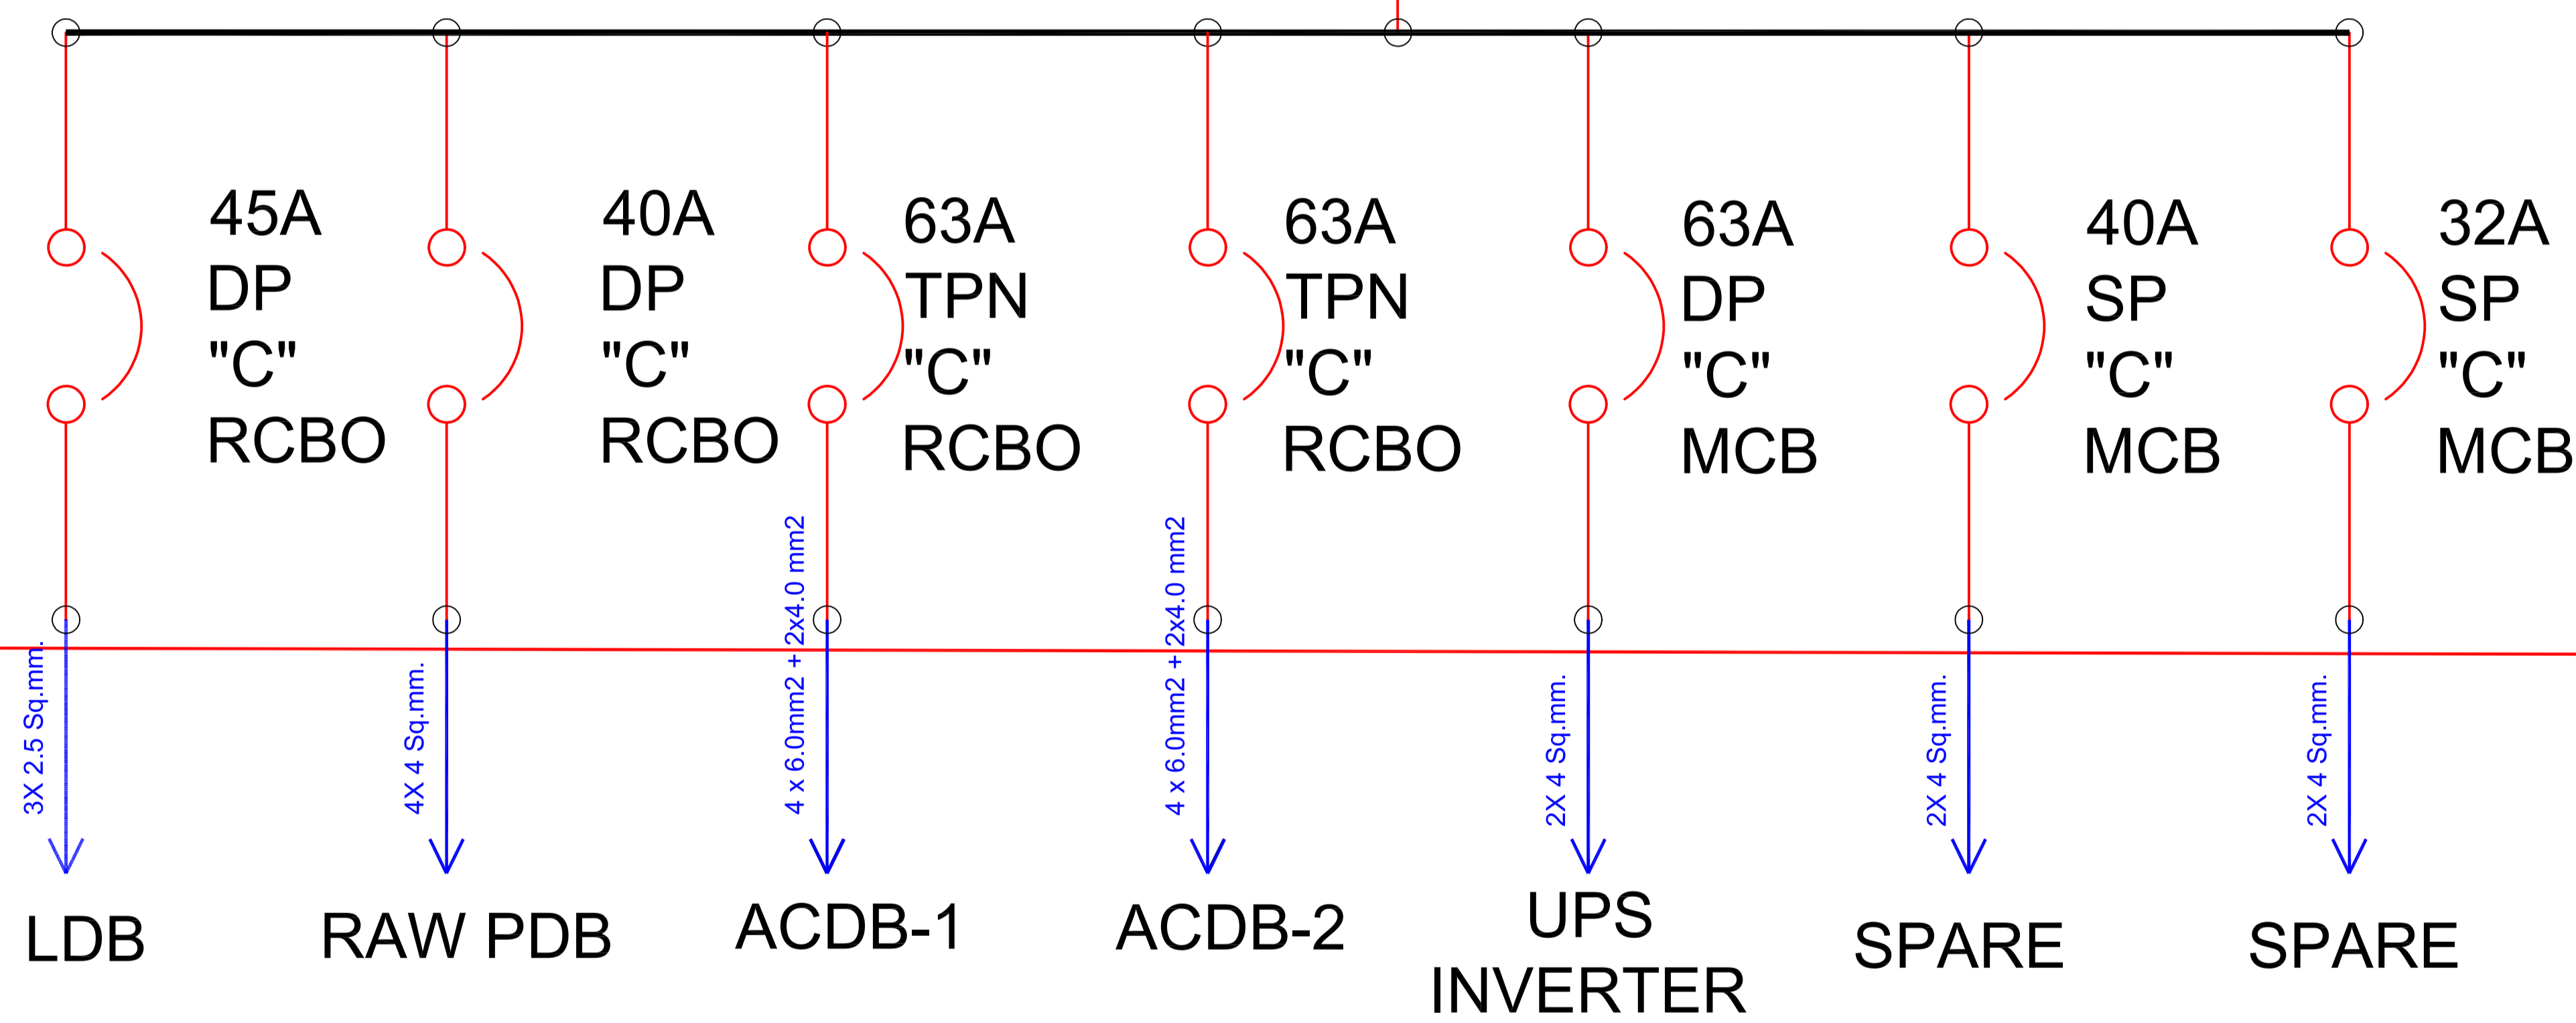 45A
DP
"C"
RCBO
40A
DP
"C"
RCBO
63A
TPN
"C"
RCBO
63A
TPN
"C"
RCBO
63A
DP
"C"
MCB
40A
SP
"C"
MCB
32A
SP
"C"
MCB
3X 2.5 Sq.mm.
4X 4 Sq.mm.
4 x 6.0mm2 + 2x4.0 mm2
4 x 6.0mm2 + 2x4.0 mm2
2X 4 Sq.mm.
2X 4 Sq.mm.
2X 4 Sq.mm.
LDB
RAW PDB
ACDB-1
ACDB-2
UPS
INVERTER
SPARE
SPARE